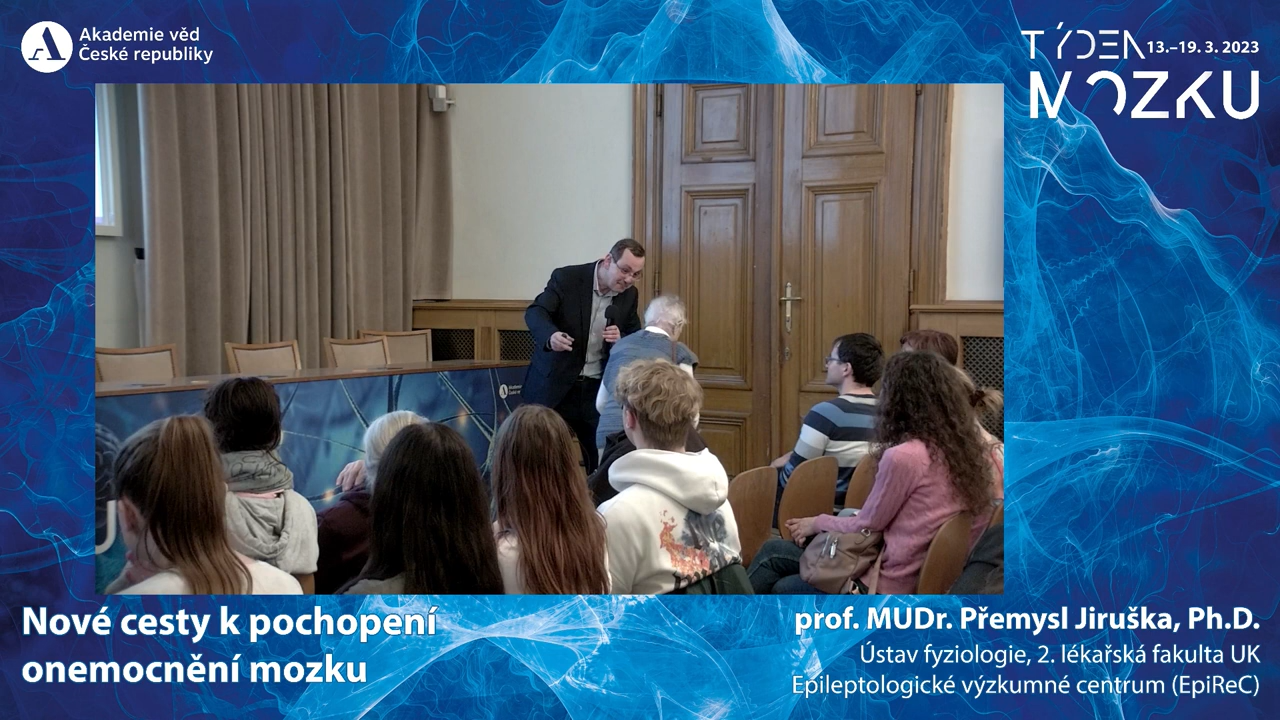 Akademie věd
České republiky
TÝDEN 13.–19. 3. 2023
MOZKU
Nové cesty k pochopení
onemocnění mozku
prof. MUDr. Přemysl Jiruška, Ph.D.
Ústav fyziologie, 2. lékařská fakulta UK
Epileptologické výzkumné centrum (EpiReC)